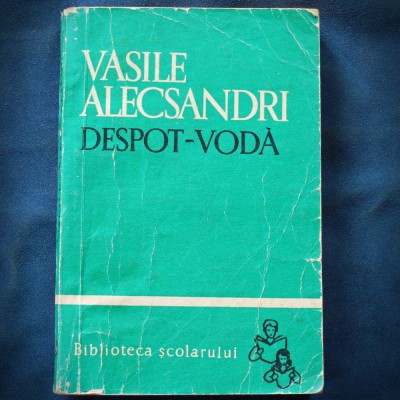 VASILE
ALECSANDRI
DESPOT-VODĂ
Biblioteca școlarului